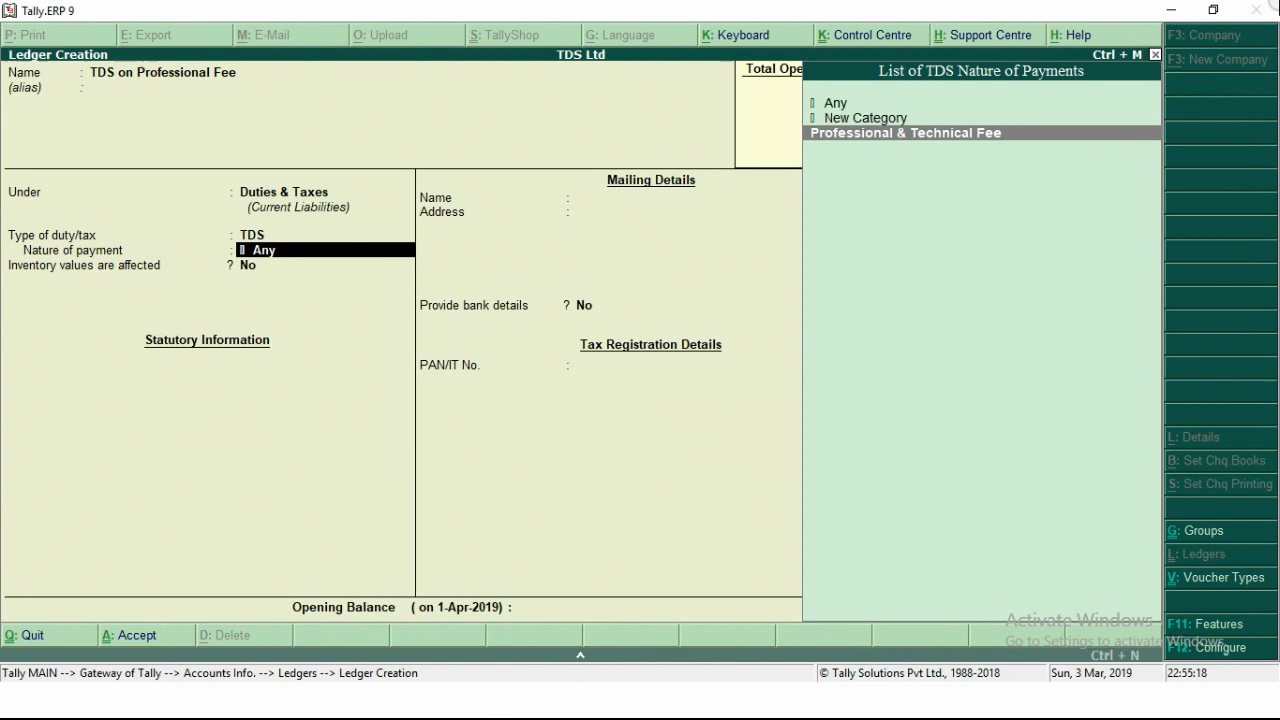 Tally.ERP 9
P: Print E: Export M: E-Mail O: Upload S: TallyShop G: Language K: Keyboard K: Control Centre H: Support Centre H: Help
F3: Company
F3: New Company
Ledger Creation TDS Ltd Ctrl + M
Name : TDS on Professional Fee
(alias) :
Total Ope
List of TDS Nature of Payments
Any
New Category
Professional & Technical Fee
Under : Duties & Taxes
(Current Liabilities)
Type of duty/tax : TDS
Nature of payment : Any
Inventory values are affected ? No
Statutory Information
Mailing Details
Name :
Address :
Provide bank details ? No
Tax Registration Details
PAN/IT No. :
Opening Balance ( on 1-Apr-2019) :
L: Details
B: Set Chq Books
S: Set Chq Printing
G: Groups
L: Ledgers
V: Voucher Types
F11: Features
F12: Configure
Activate Windows
Go to Settings to activate Windows.
Q: Quit A: Accept D: Delete
Ctrl + N
Tally MAIN --> Gateway of Tally --> Accounts Info. --> Ledgers --> Ledger Creation © Tally Solutions Pvt Ltd., 1988-2018 Sun, 3 Mar, 2019 22:55:18